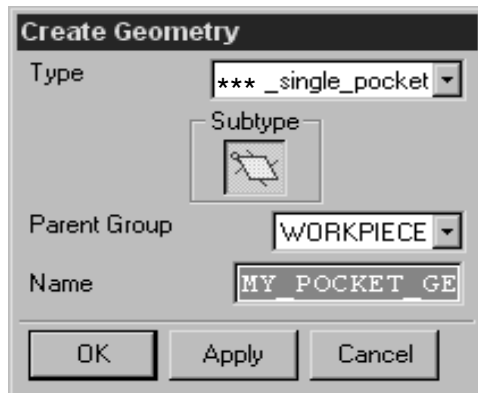 Create Geometry
Type
*** _single_pocket
Subtype
Parent Group
WORKPIECE
Name
MY_POCKET_GE
OK
Apply
Cancel